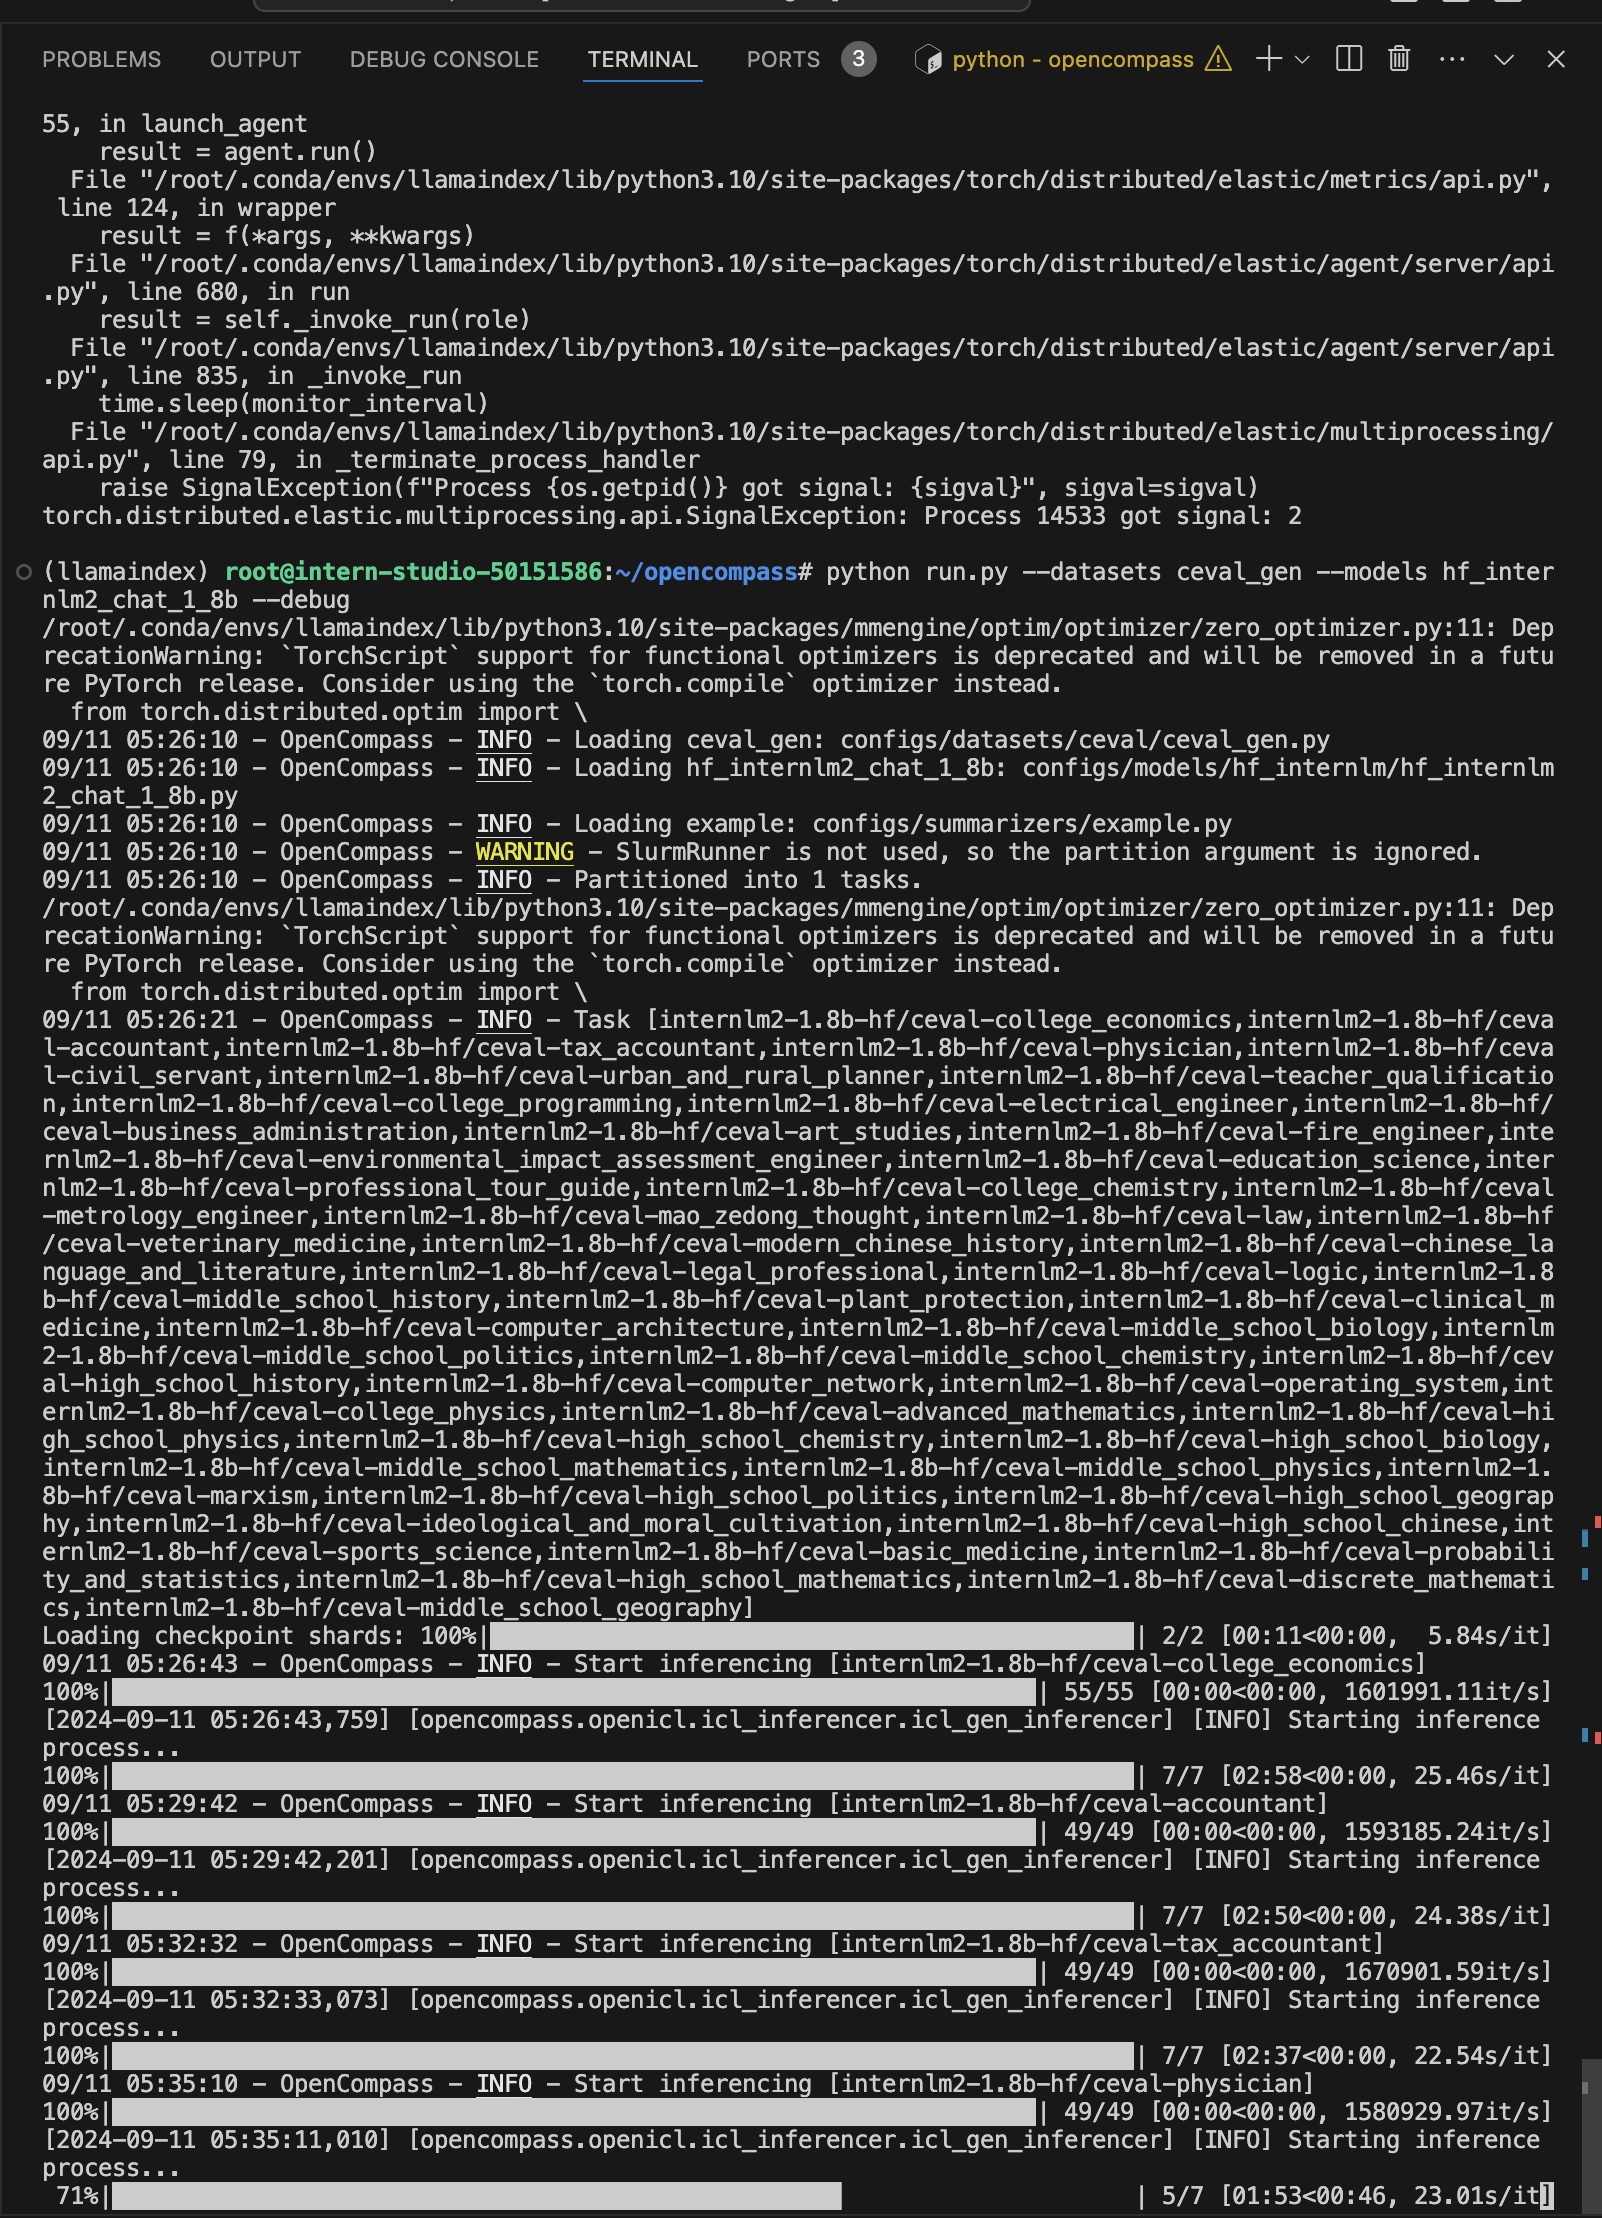 PROBLEMS OUTPUT DEBUG CONSOLE TERMINAL PORTS 3 python - opencompass
55, in launch_agent
    result = agent.run()
  File "/root/.conda/envs/llamaindex/lib/python3.10/site-packages/torch/distributed/elastic/metrics/api.py",
 line 124, in wrapper
    result = f(*args, **kwargs)
  File "/root/.conda/envs/llamaindex/lib/python3.10/site-packages/torch/distributed/elastic/agent/server/api
.py", line 680, in run
    result = self._invoke_run(role)
  File "/root/.conda/envs/llamaindex/lib/python3.10/site-packages/torch/distributed/elastic/agent/server/api
.py", line 835, in _invoke_run
    time.sleep(monitor_interval)
  File "/root/.conda/envs/llamaindex/lib/python3.10/site-packages/torch/distributed/elastic/multiprocessing/
api.py", line 79, in _terminate_process_handler
    raise SignalException(f"Process {os.getpid()} got signal: {sigval}", sigval=sigval)
torch.distributed.elastic.multiprocessing.api.SignalException: Process 14533 got signal: 2
(llamaindex) root@intern-studio-50151586:~/opencompass# python run.py --datasets ceval_gen --models hf_inter
nlm2_chat_1_8b --debug
/root/.conda/envs/llamaindex/lib/python3.10/site-packages/mmengine/optim/optimizer/zero_optimizer.py:11: Dep
recationWarning: `TorchScript` support for functional optimizers is deprecated and will be removed in a futu
re PyTorch release. Consider using the `torch.compile` optimizer instead.
  from torch.distributed.optim import \
09/11 05:26:10 - OpenCompass - INFO - Loading ceval_gen: configs/datasets/ceval/ceval_gen.py
09/11 05:26:10 - OpenCompass - INFO - Loading hf_internlm2_chat_1_8b: configs/models/hf_internlm/hf_internlm
2_chat_1_8b.py
09/11 05:26:10 - OpenCompass - INFO - Loading example: configs/summarizers/example.py
09/11 05:26:10 - OpenCompass - WARNING - SlurmRunner is not used, so the partition argument is ignored.
09/11 05:26:10 - OpenCompass - INFO - Partitioned into 1 tasks.
/root/.conda/envs/llamaindex/lib/python3.10/site-packages/mmengine/optim/optimizer/zero_optimizer.py:11: Dep
recationWarning: `TorchScript` support for functional optimizers is deprecated and will be removed in a futu
re PyTorch release. Consider using the `torch.compile` optimizer instead.
  from torch.distributed.optim import \
09/11 05:26:21 - OpenCompass - INFO - Task [internlm2-1.8b-hf/ceval-college_economics,internlm2-1.8b-hf/ceva
l-accountant,internlm2-1.8b-hf/ceval-tax_accountant,internlm2-1.8b-hf/ceval-physician,internlm2-1.8b-hf/ceva
l-civil_servant,internlm2-1.8b-hf/ceval-urban_and_rural_planner,internlm2-1.8b-hf/ceval-teacher_qualificatio
n,internlm2-1.8b-hf/ceval-college_programming,internlm2-1.8b-hf/ceval-electrical_engineer,internlm2-1.8b-hf/
ceval-business_administration,internlm2-1.8b-hf/ceval-art_studies,internlm2-1.8b-hf/ceval-fire_engineer,inte
rnlm2-1.8b-hf/ceval-environmental_impact_assessment_engineer,internlm2-1.8b-hf/ceval-education_science,inter
nlm2-1.8b-hf/ceval-professional_tour_guide,internlm2-1.8b-hf/ceval-college_chemistry,internlm2-1.8b-hf/ceval
-metrology_engineer,internlm2-1.8b-hf/ceval-mao_zedong_thought,internlm2-1.8b-hf/ceval-law,internlm2-1.8b-hf
/ceval-veterinary_medicine,internlm2-1.8b-hf/ceval-modern_chinese_history,internlm2-1.8b-hf/ceval-chinese_la
nguage_and_literature,internlm2-1.8b-hf/ceval-legal_professional,internlm2-1.8b-hf/ceval-logic,internlm2-1.8
b-hf/ceval-middle_school_history,internlm2-1.8b-hf/ceval-plant_protection,internlm2-1.8b-hf/ceval-clinical_m
edicine,internlm2-1.8b-hf/ceval-computer_architecture,internlm2-1.8b-hf/ceval-middle_school_biology,internlm
2-1.8b-hf/ceval-middle_school_politics,internlm2-1.8b-hf/ceval-middle_school_chemistry,internlm2-1.8b-hf/cev
al-high_school_history,internlm2-1.8b-hf/ceval-computer_network,internlm2-1.8b-hf/ceval-operating_system,int
ernlm2-1.8b-hf/ceval-college_physics,internlm2-1.8b-hf/ceval-advanced_mathematics,internlm2-1.8b-hf/ceval-hi
gh_school_physics,internlm2-1.8b-hf/ceval-high_school_chemistry,internlm2-1.8b-hf/ceval-high_school_biology,
internlm2-1.8b-hf/ceval-middle_school_mathematics,internlm2-1.8b-hf/ceval-middle_school_physics,internlm2-1.
8b-hf/ceval-marxism,internlm2-1.8b-hf/ceval-high_school_politics,internlm2-1.8b-hf/ceval-high_school_geograp
hy,internlm2-1.8b-hf/ceval-ideological_and_moral_cultivation,internlm2-1.8b-hf/ceval-high_school_chinese,int
ernlm2-1.8b-hf/ceval-sports_science,internlm2-1.8b-hf/ceval-basic_medicine,internlm2-1.8b-hf/ceval-probabili
ty_and_statistics,internlm2-1.8b-hf/ceval-high_school_mathematics,internlm2-1.8b-hf/ceval-discrete_mathemati
cs,internlm2-1.8b-hf/ceval-middle_school_geography]
Loading checkpoint shards: 100%| | 2/2 [00:11<00:00,  5.84s/it]
09/11 05:26:43 - OpenCompass - INFO - Start inferencing [internlm2-1.8b-hf/ceval-college_economics]
100%| | 55/55 [00:00<00:00, 1601991.11it/s]
[2024-09-11 05:26:43,759] [opencompass.openicl.icl_inferencer.icl_gen_inferencer] [INFO] Starting inference
process...
100%| | 7/7 [02:58<00:00, 25.46s/it]
09/11 05:29:42 - OpenCompass - INFO - Start inferencing [internlm2-1.8b-hf/ceval-accountant]
100%| | 49/49 [00:00<00:00, 1593185.24it/s]
[2024-09-11 05:29:42,201] [opencompass.openicl.icl_inferencer.icl_gen_inferencer] [INFO] Starting inference
process...
100%| | 7/7 [02:50<00:00, 24.38s/it]
09/11 05:32:32 - OpenCompass - INFO - Start inferencing [internlm2-1.8b-hf/ceval-tax_accountant]
100%| | 49/49 [00:00<00:00, 1670901.59it/s]
[2024-09-11 05:32:33,073] [opencompass.openicl.icl_inferencer.icl_gen_inferencer] [INFO] Starting inference
process...
100%| | 7/7 [02:37<00:00, 22.54s/it]
09/11 05:35:10 - OpenCompass - INFO - Start inferencing [internlm2-1.8b-hf/ceval-physician]
100%| | 49/49 [00:00<00:00, 1580929.97it/s]
[2024-09-11 05:35:11,010] [opencompass.openicl.icl_inferencer.icl_gen_inferencer] [INFO] Starting inference
process...
 71%| | 5/7 [01:53<00:46, 23.01s/it]